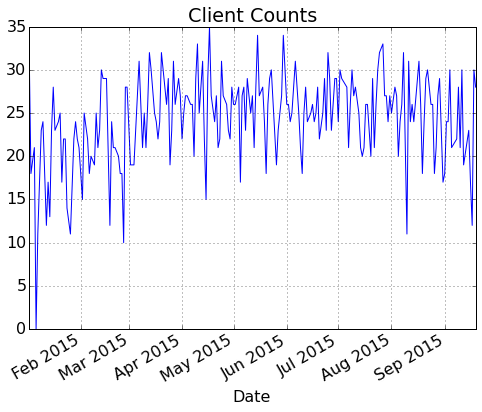 Client Counts
35
30
25
20
15
10
5
0
Feb 2015
Mar 2015
Apr 2015
May 2015
Jun 2015
Jul 2015
Aug 2015
Sep 2015
Date